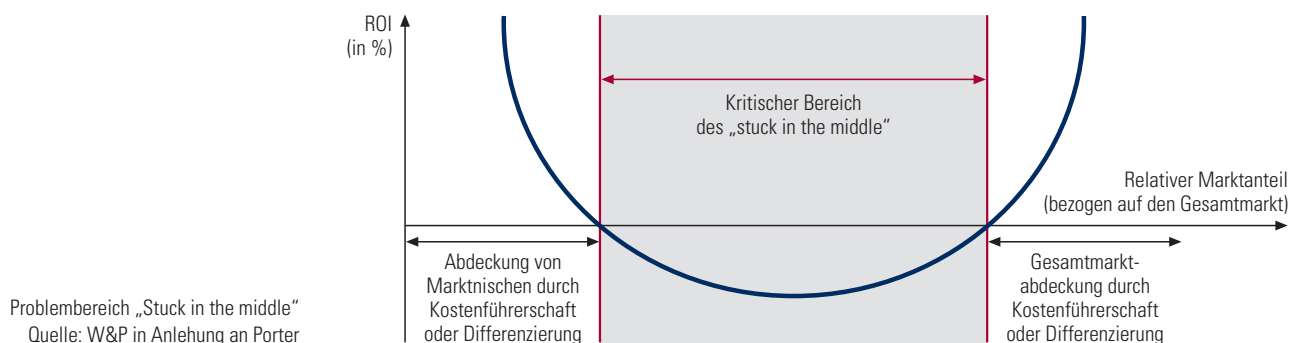 ROI
(in %)
Kritischer Bereich
des „stuck in the middle“
Relativer Marktanteil
(bezogen auf den Gesamtmarkt)
Abdeckung von
Marktnischen durch
Kostenführerschaft
oder Differenzierung
Gesamtmarkt-
abdeckung durch
Kostenführerschaft
oder Differenzierung
Problembereich „Stuck in the middle“
Quelle: W&P in Anlehung an Porter